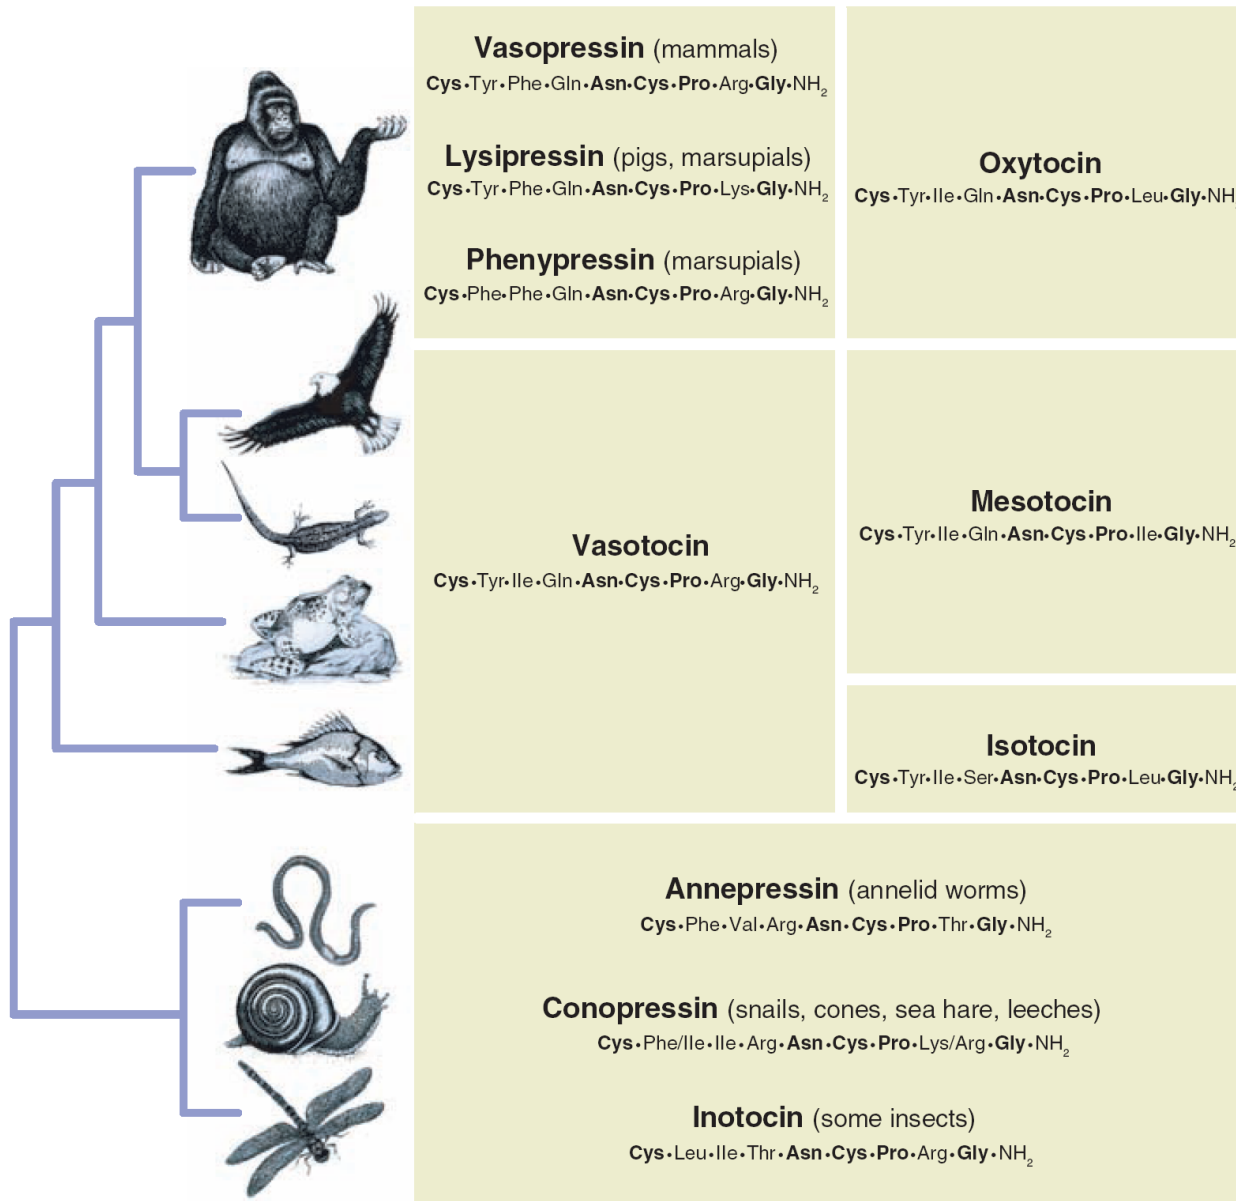 Vasopressin (mammals)
Cys•Tyr•Phe•Gln•Asn•Cys•Pro•Arg•Gly•NH₂
Lysipressin (pigs, marsupials)
Cys•Tyr•Phe•Gln•Asn•Cys•Pro•Lys•Gly•NH₂
Phenypressin (marsupials)
Cys•Phe•Phe•Gln•Asn•Cys•Pro•Arg•Gly•NH₂
Oxytocin
Cys•Tyr•Ile•Gln•Asn•Cys•Pro•Leu•Gly•NH
Vasotocin
Cys•Tyr•Ile•Gln•Asn•Cys•Pro•Arg•Gly•NH₂
Mesotocin
Cys•Tyr•Ile•Gln•Asn•Cys•Pro•Ile•Gly•NH₂
Isotocin
Cys•Tyr•Ile•Ser•Asn•Cys•Pro•Leu•Gly•NH₂
Annepressin (annelid worms)
Cys•Phe•Val•Arg•Asn•Cys•Pro•Thr•Gly•NH₂
Conopressin (snails, cones, sea hare, leeches)
Cys•Phe/Ile•Ile•Arg•Asn•Cys•Pro•Lys/Arg•Gly•NH₂
Inotocin (some insects)
Cys•Leu•Ile•Thr•Asn•Cys•Pro•Arg•Gly•NH₂